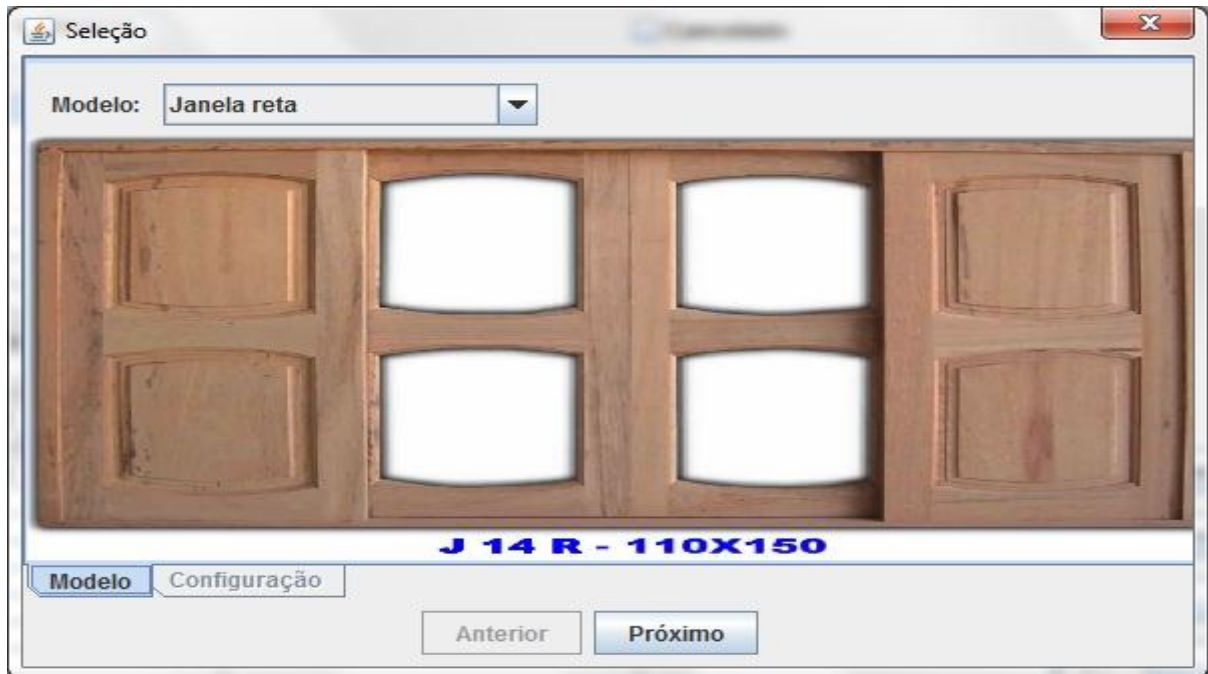 Seleção
Modelo: Janela reta
J 14 R - 110X150
Modelo Configuração
Anterior Próximo